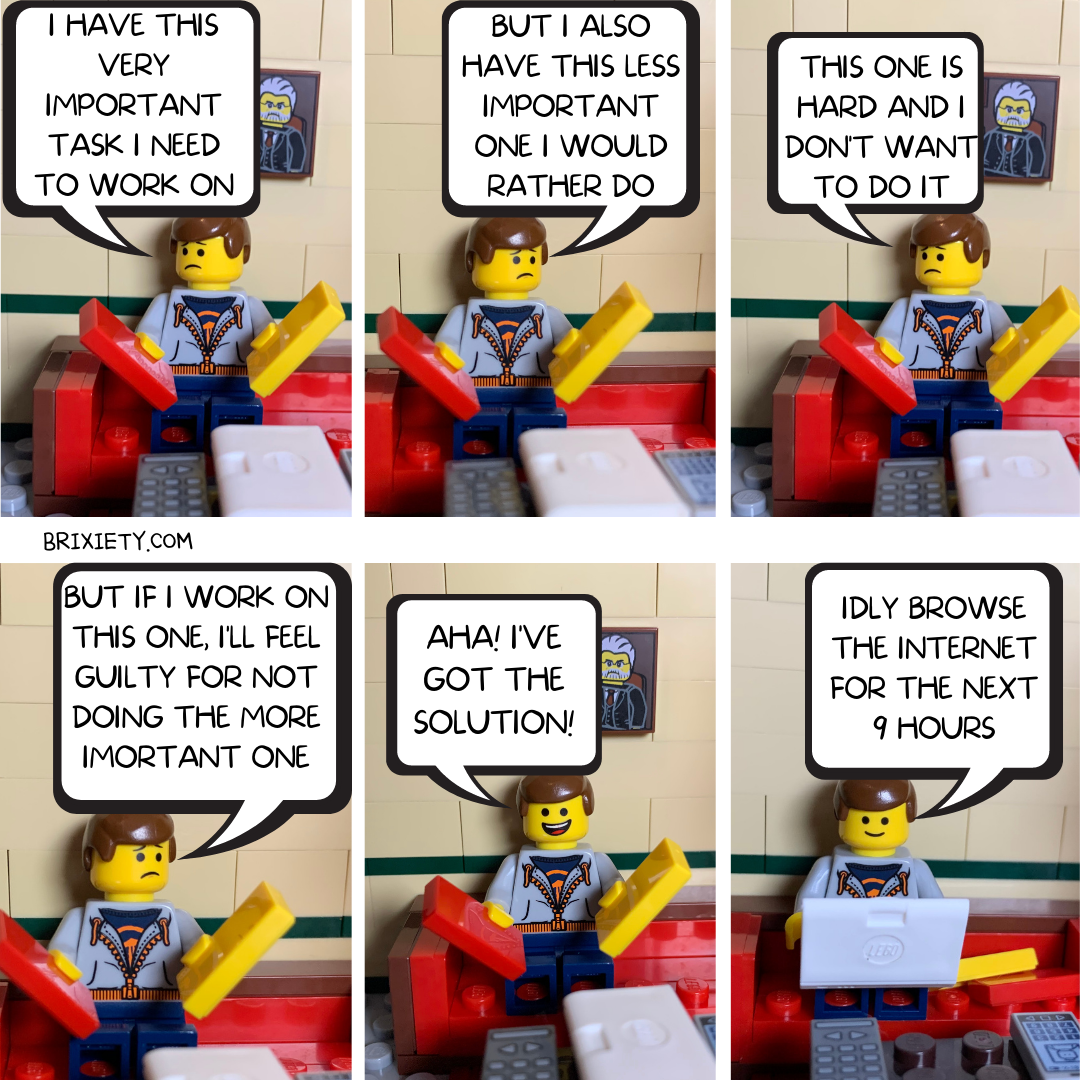 I HAVE THIS
VERY
IMPORTANT
TASK I NEED
TO WORK ON
BUT I ALSO
HAVE THIS LESS
IMPORTANT
ONE I WOULD
RATHER DO
THIS ONE IS
HARD AND I
DON'T WANT
TO DO IT
BRIXIETY.COM
BUT IF I WORK ON
THIS ONE, I'LL FEEL
GUILTY FOR NOT
DOING THE MORE
IMORTANT ONE
AHA! I'VE
GOT THE
SOLUTION!
IDLY BROWSE
THE INTERNET
FOR THE NEXT
9 HOURS
LEGO